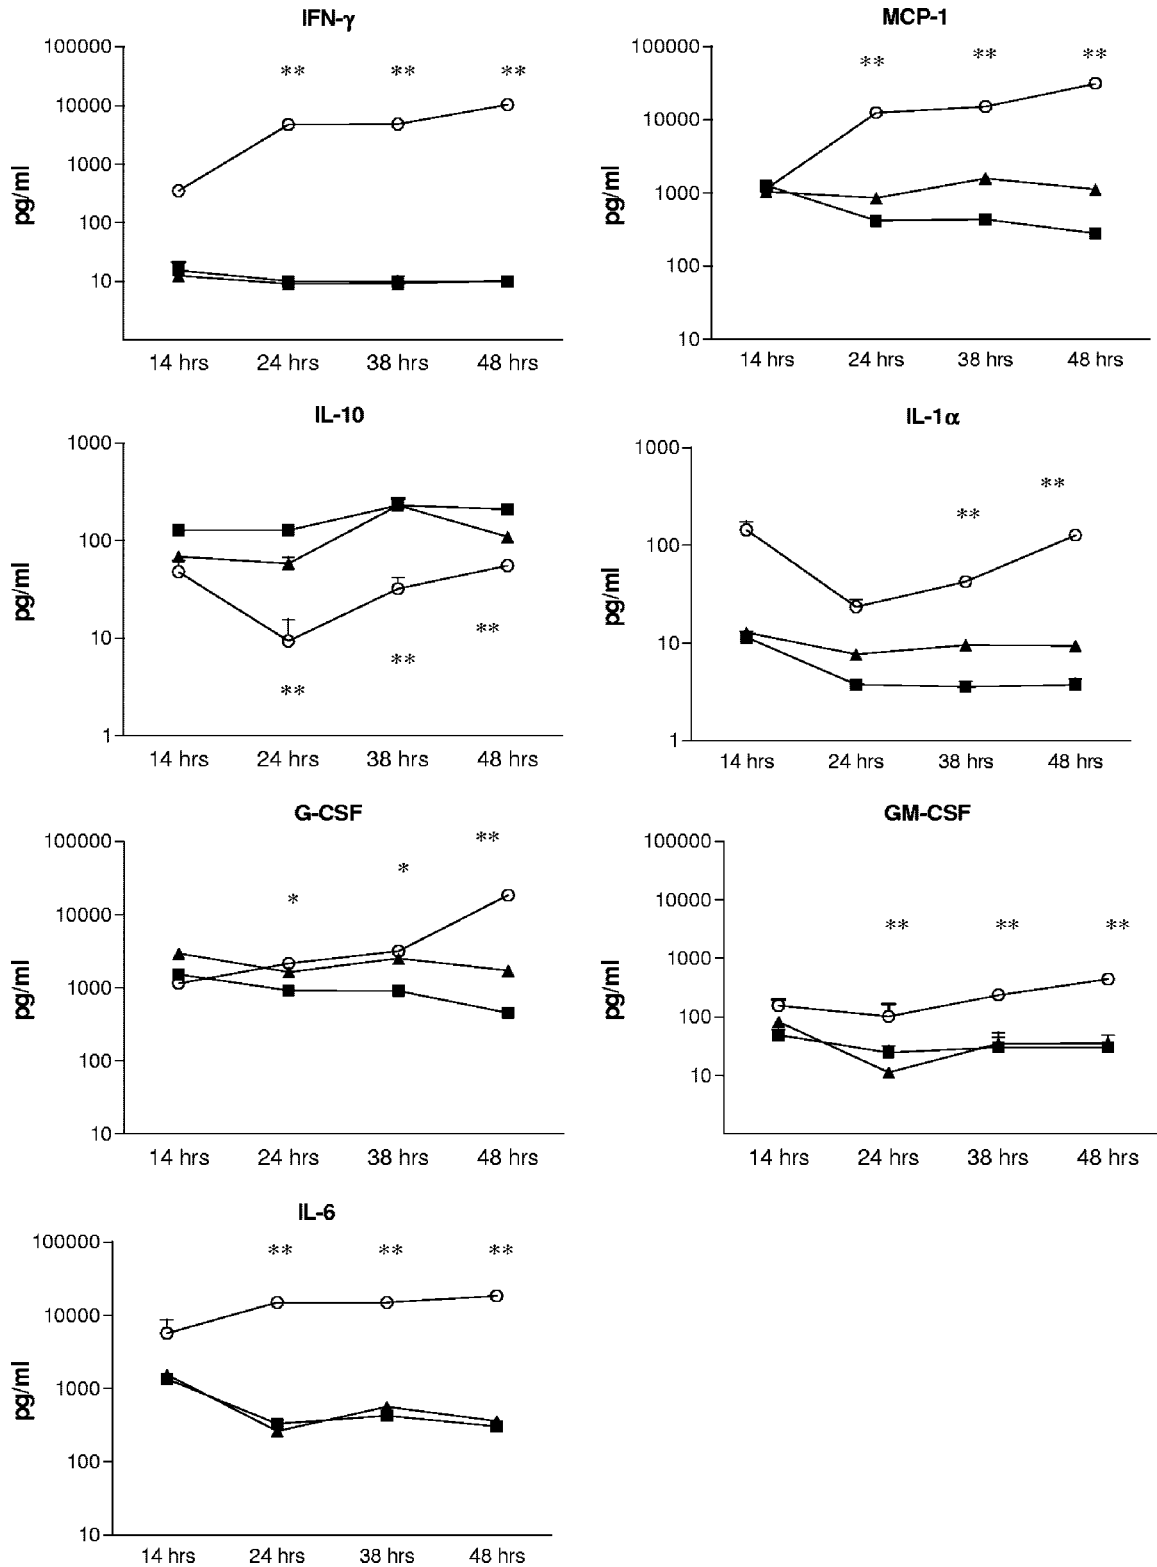 IFN-γ
100000
10000
1000
100
10
pg/ml
** ** **
14 hrs 24 hrs 38 hrs 48 hrs
MCP-1
100000
10000
1000
100
10
pg/ml
** ** **
14 hrs 24 hrs 38 hrs 48 hrs
IL-10
1000
100
10
1
pg/ml
** ** **
14 hrs 24 hrs 38 hrs 48 hrs
IL-1α
1000
100
10
1
pg/ml
** **
14 hrs 24 hrs 38 hrs 48 hrs
G-CSF
100000
10000
1000
100
10
pg/ml
* * **
14 hrs 24 hrs 38 hrs 48 hrs
GM-CSF
100000
10000
1000
100
10
pg/ml
** ** **
14 hrs 24 hrs 38 hrs 48 hrs
IL-6
100000
10000
1000
100
10
pg/ml
** ** **
14 hrs 24 hrs 38 hrs 48 hrs